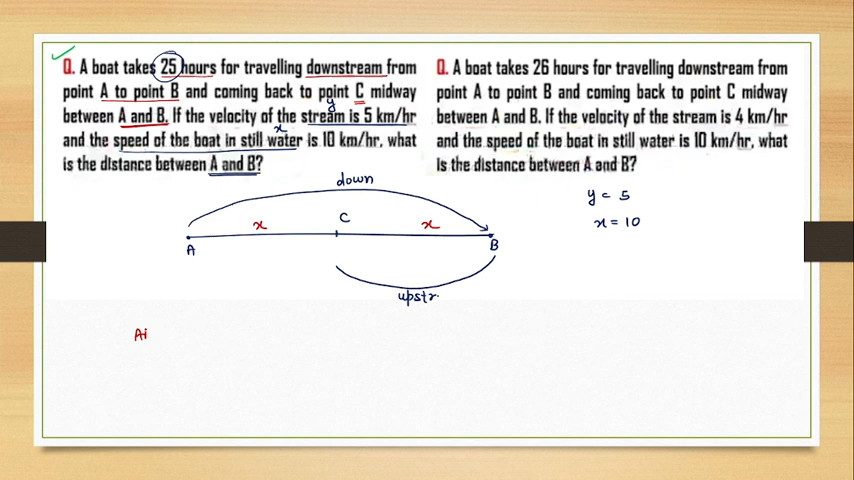 Q. A boat takes 25 hours for travelling downstream from
point A to point B and coming back to point C midway
y
between A and B. If the velocity of the stream is 5 km/hr
x
and the speed of the boat in still water is 10 km/hr, what
is the distance between A and B?
Q. A boat takes 26 hours for travelling downstream from
point A to point B and coming back to point C midway
between A and B. If the velocity of the stream is 4 km/hr
and the speed of the boat in still water is 10 km/hr, what
is the distance between A and B?
down
y = 5
x = 10
x C x
A B
upstr.
Ai